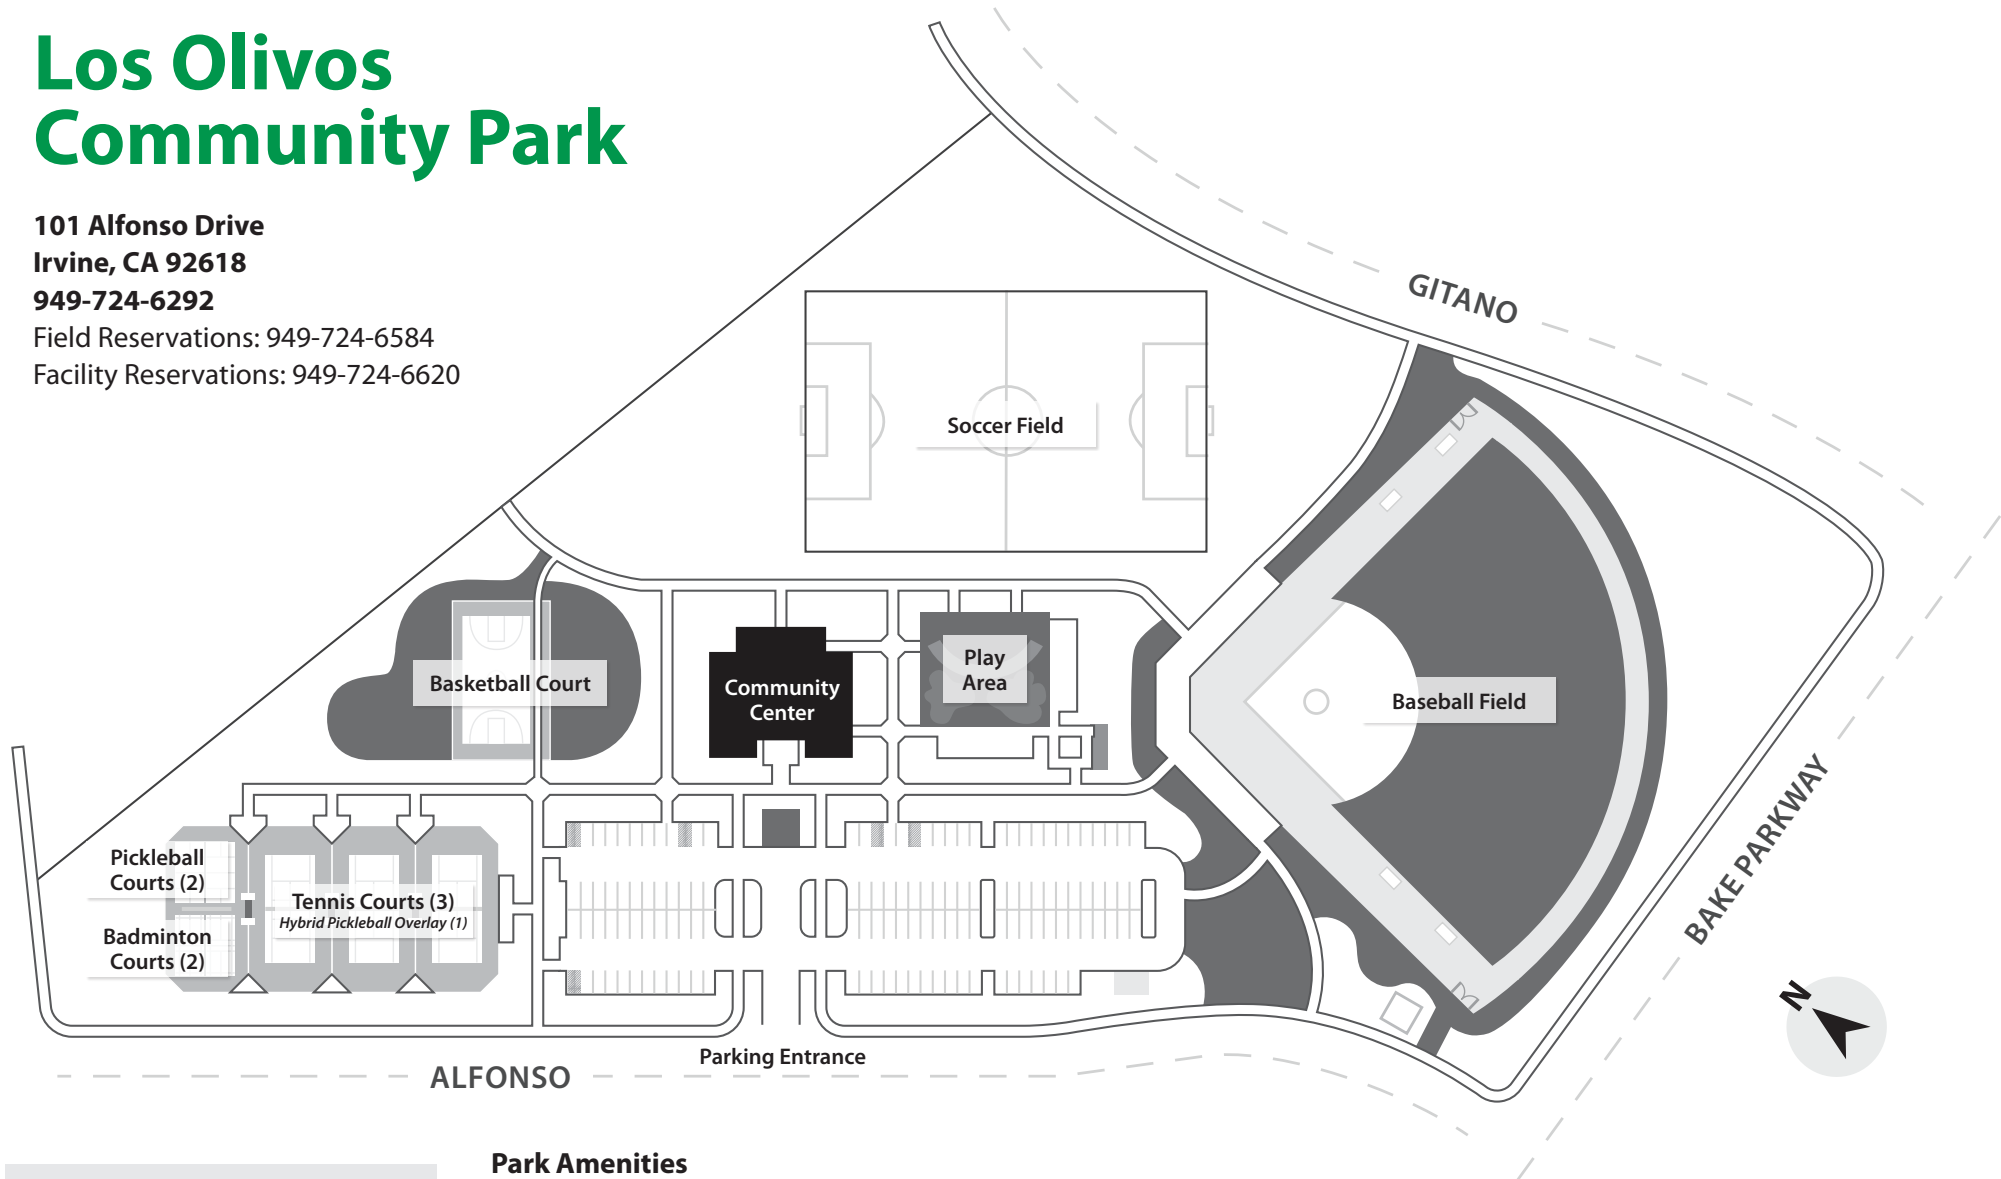 Los Olivos
Community Park
101 Alfonso Drive
Irvine, CA 92618
949-724-6292
Field Reservations: 949-724-6584
Facility Reservations: 949-724-6620
GITANO
Soccer Field
Basketball Court
Community
Center
Play
Area
Baseball Field
BAKE PARKWAY
Pickleball
Courts (2)
Tennis Courts (3)
Hybrid Pickleball Overlay (1)
Badminton
Courts (2)
N
Parking Entrance
ALFONSO
Park Amenities